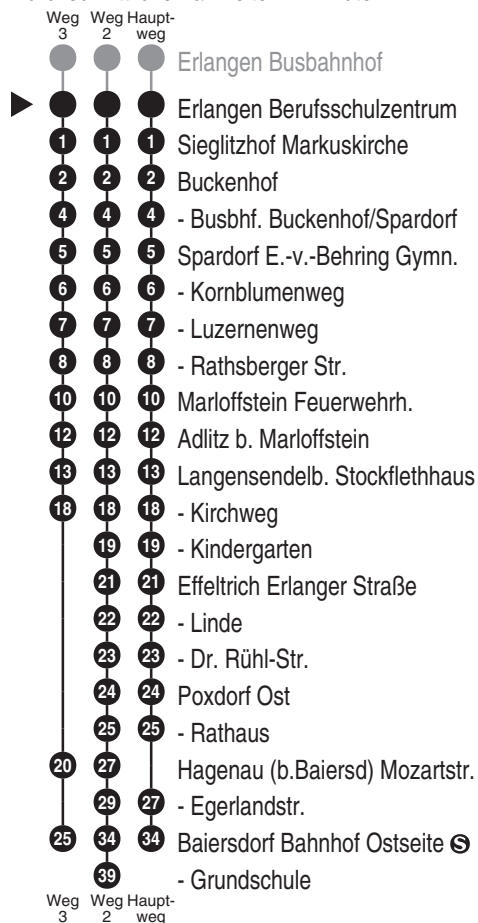 Weg Weg Haupt-
3 2 weg
Erlangen Busbahnhof
Erlangen Berufsschulzentrum
1 1 1 Sieglitzhof Markuskirche
2 2 2 Buckenhof
4 4 4 - Busbhf. Buckenhof/Spardorf
5 5 5 Spardorf E.-v.-Behring Gymn.
6 6 6 - Kornblumenweg
7 7 7 - Luzernenweg
8 8 8 - Rathsberger Str.
10 10 10 Marloffstein Feuerwehrh.
12 12 12 Adlitz b. Marloffstein
13 13 13 Langensendelb. Stockflethhaus
18 18 18 - Kirchweg
19 19 - Kindergarten
21 21 Effeltrich Erlanger Straße
22 22 - Linde
23 23 - Dr. Rühl-Str.
24 24 Poxdorf Ost
25 25 - Rathaus
20 27 Hagenau (b.Baiersd) Mozartstr.
29 27 - Egerlandstr.
25 34 34 Baiersdorf Bahnhof Ostseite S
39 - Grundschule
Weg Weg Haupt-
3 2 weg